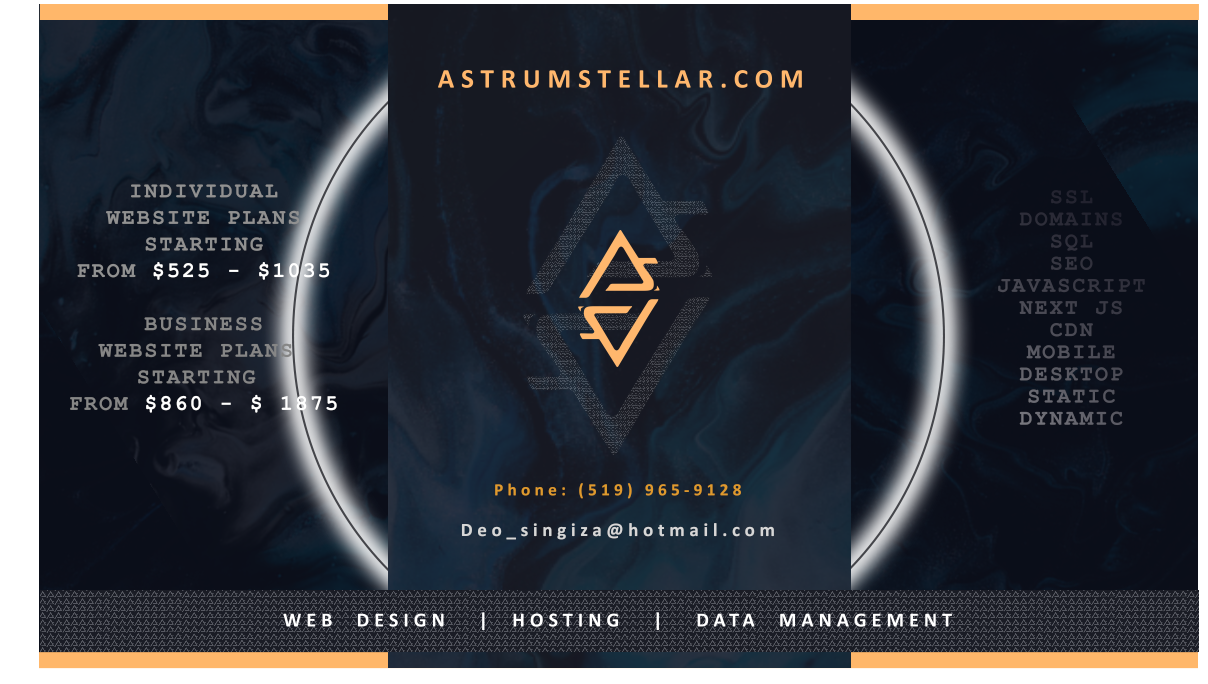 ASTRUMSTELLAR.COM
INDIVIDUAL
WEBSITE PLANS
STARTING
FROM $525 - $1035
BUSINESS
WEBSITE PLANS
STARTING
FROM $860 - $ 1875
SSL
DOMAINS
SQL
SEO
JAVASCRIPT
NEXT JS
CDN
MOBILE
DESKTOP
STATIC
DYNAMIC
Phone: (519) 965-9128
Deo_singiza@hotmail.com
WEB DESIGN | HOSTING | DATA MANAGEMENT